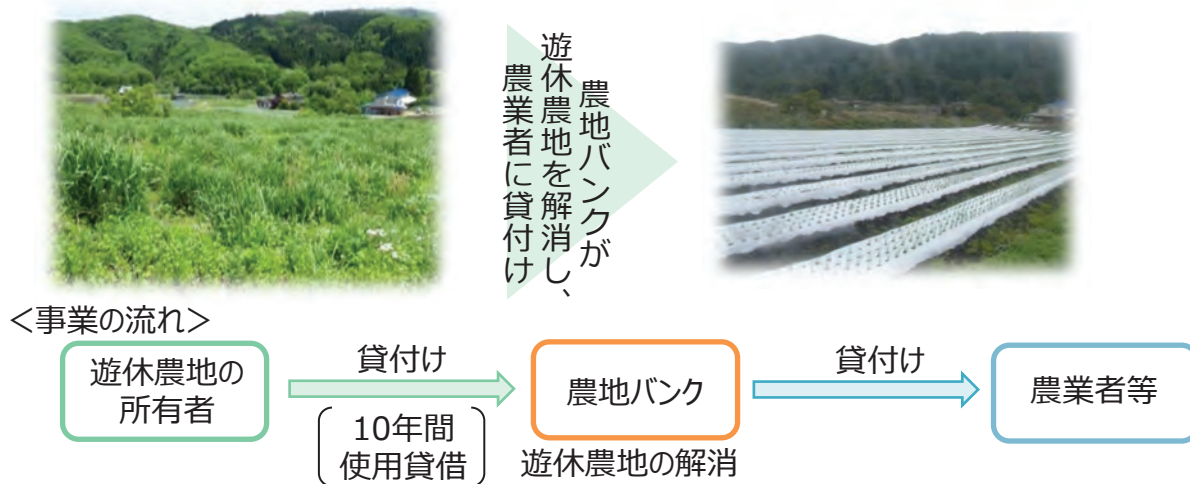 農地バンクが
遊休農地を解消し、
農業者に貸付け
＜事業の流れ＞
遊休農地の
所有者
貸付け
10年間
使用貸借
農地バンク
遊休農地の解消
貸付け
農業者等